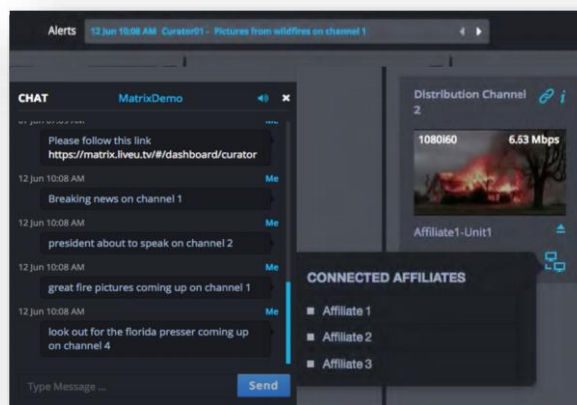 Alerts 12 Jun 10:08 AM Curator01 - Pictures from wildfires on channel 1
CHAT MatrixDemo
Me
Please follow this link
https://matrix.liveu.tv/#/dashboard/curator
12 Jun 10:08 AM Me
Breaking news on channel 1
12 Jun 10:08 AM Me
president about to speak on channel 2
12 Jun 10:08 AM Me
great fire pictures coming up on channel 1
12 Jun 10:08 AM Me
look out for the florida presser coming up
on channel 4
Type Message ... Send
Distribution Channel
2
1080i60 6.53 Mbps
Affiliate1-Unit1
CONNECTED AFFILIATES
Affiliate 1
Affiliate 2
Affiliate 3